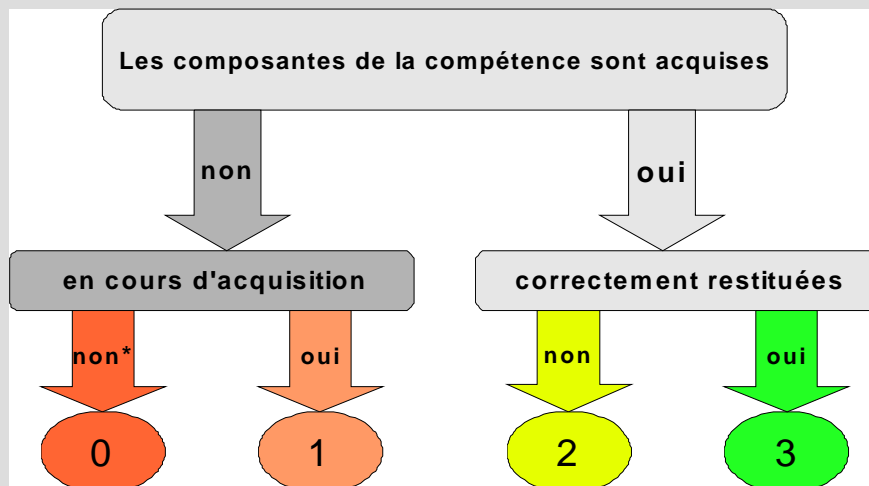 Les composantes de la compétence sont acquises
non
oui
en cours d'acquisition
correctement restituées
non*
oui
non
oui
0
1
2
3